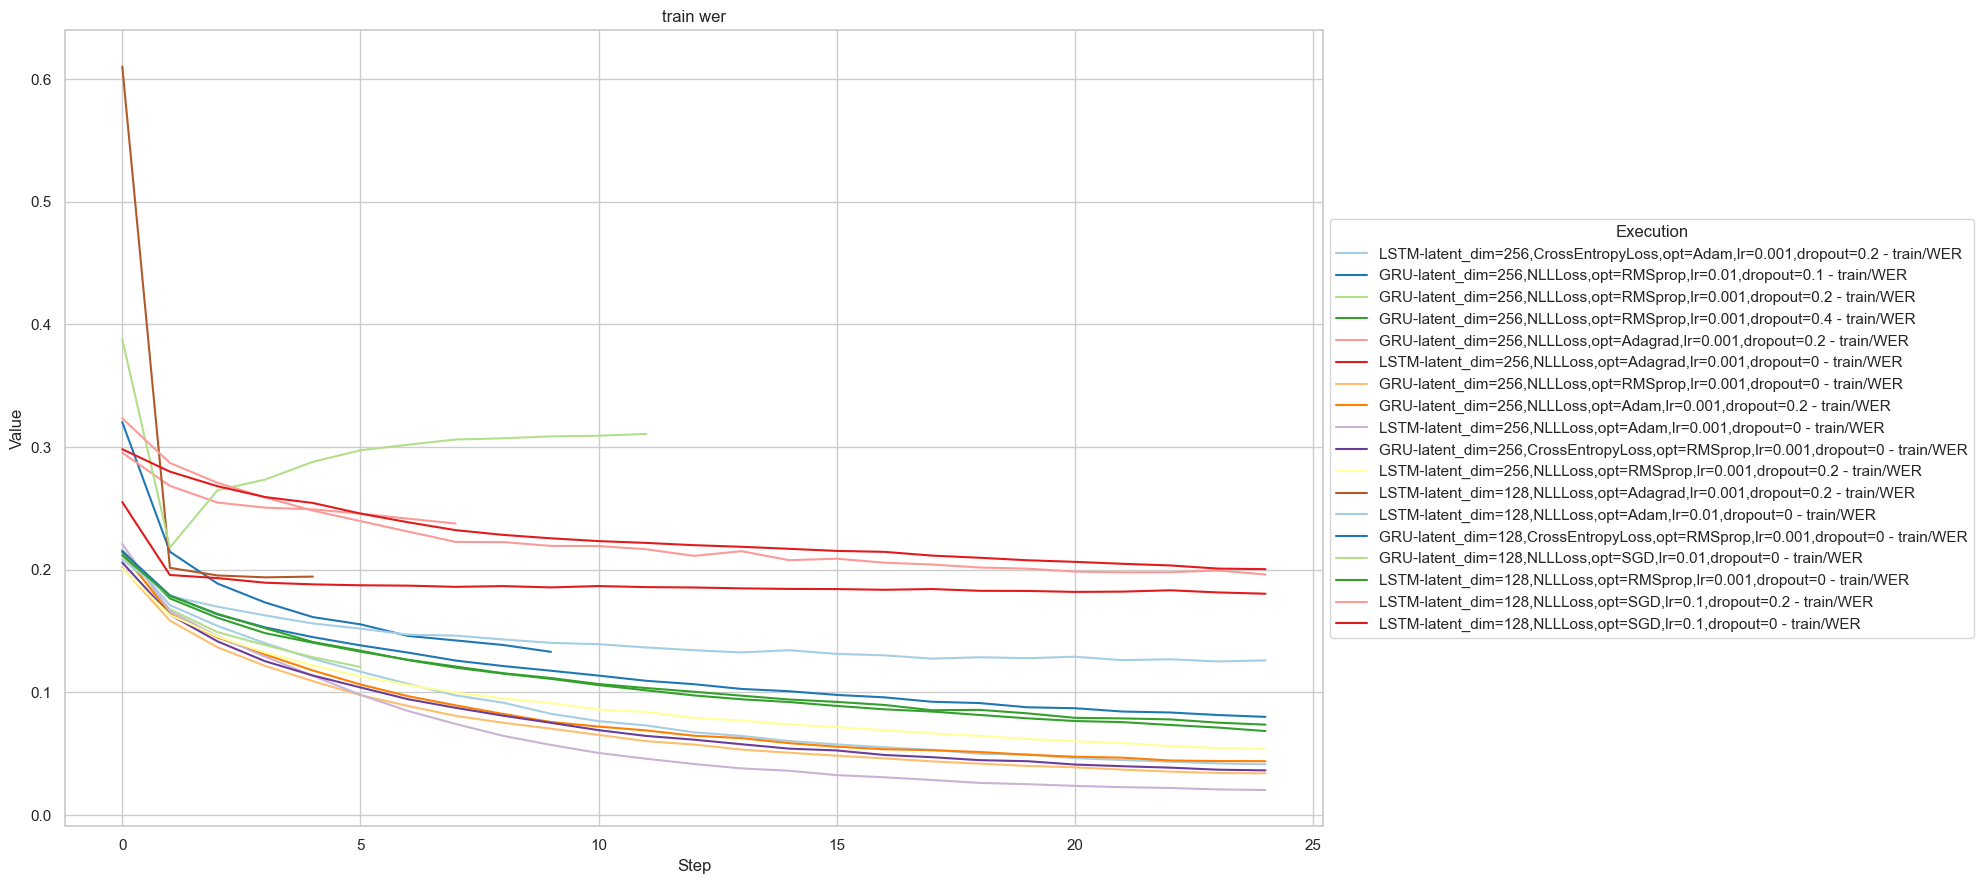 train wer
0.6
0.5
0.4
0.3
0.2
0.1
0.0
Value
0
5
10
15
20
25
Step
Execution
LSTM-latent_dim=256,CrossEntropyLoss,opt=Adam,lr=0.001,dropout=0.2 - train/WER
GRU-latent_dim=256,NLLLoss,opt=RMSprop,lr=0.01,dropout=0.1 - train/WER
GRU-latent_dim=256,NLLLoss,opt=RMSprop,lr=0.001,dropout=0.2 - train/WER
GRU-latent_dim=256,NLLLoss,opt=RMSprop,lr=0.001,dropout=0.4 - train/WER
GRU-latent_dim=256,NLLLoss,opt=Adagrad,lr=0.001,dropout=0.2 - train/WER
LSTM-latent_dim=256,NLLLoss,opt=Adagrad,lr=0.001,dropout=0 - train/WER
GRU-latent_dim=256,NLLLoss,opt=RMSprop,lr=0.001,dropout=0 - train/WER
GRU-latent_dim=256,NLLLoss,opt=Adam,lr=0.001,dropout=0.2 - train/WER
LSTM-latent_dim=256,NLLLoss,opt=Adam,lr=0.001,dropout=0 - train/WER
GRU-latent_dim=256,CrossEntropyLoss,opt=RMSprop,lr=0.001,dropout=0 - train/WER
LSTM-latent_dim=256,NLLLoss,opt=RMSprop,lr=0.001,dropout=0.2 - train/WER
LSTM-latent_dim=128,NLLLoss,opt=Adagrad,lr=0.001,dropout=0.2 - train/WER
LSTM-latent_dim=128,NLLLoss,opt=Adam,lr=0.01,dropout=0 - train/WER
GRU-latent_dim=128,CrossEntropyLoss,opt=RMSprop,lr=0.001,dropout=0 - train/WER
GRU-latent_dim=128,NLLLoss,opt=SGD,lr=0.01,dropout=0 - train/WER
LSTM-latent_dim=128,NLLLoss,opt=RMSprop,lr=0.001,dropout=0 - train/WER
LSTM-latent_dim=128,NLLLoss,opt=SGD,lr=0.1,dropout=0.2 - train/WER
LSTM-latent_dim=128,NLLLoss,opt=SGD,lr=0.1,dropout=0 - train/WER